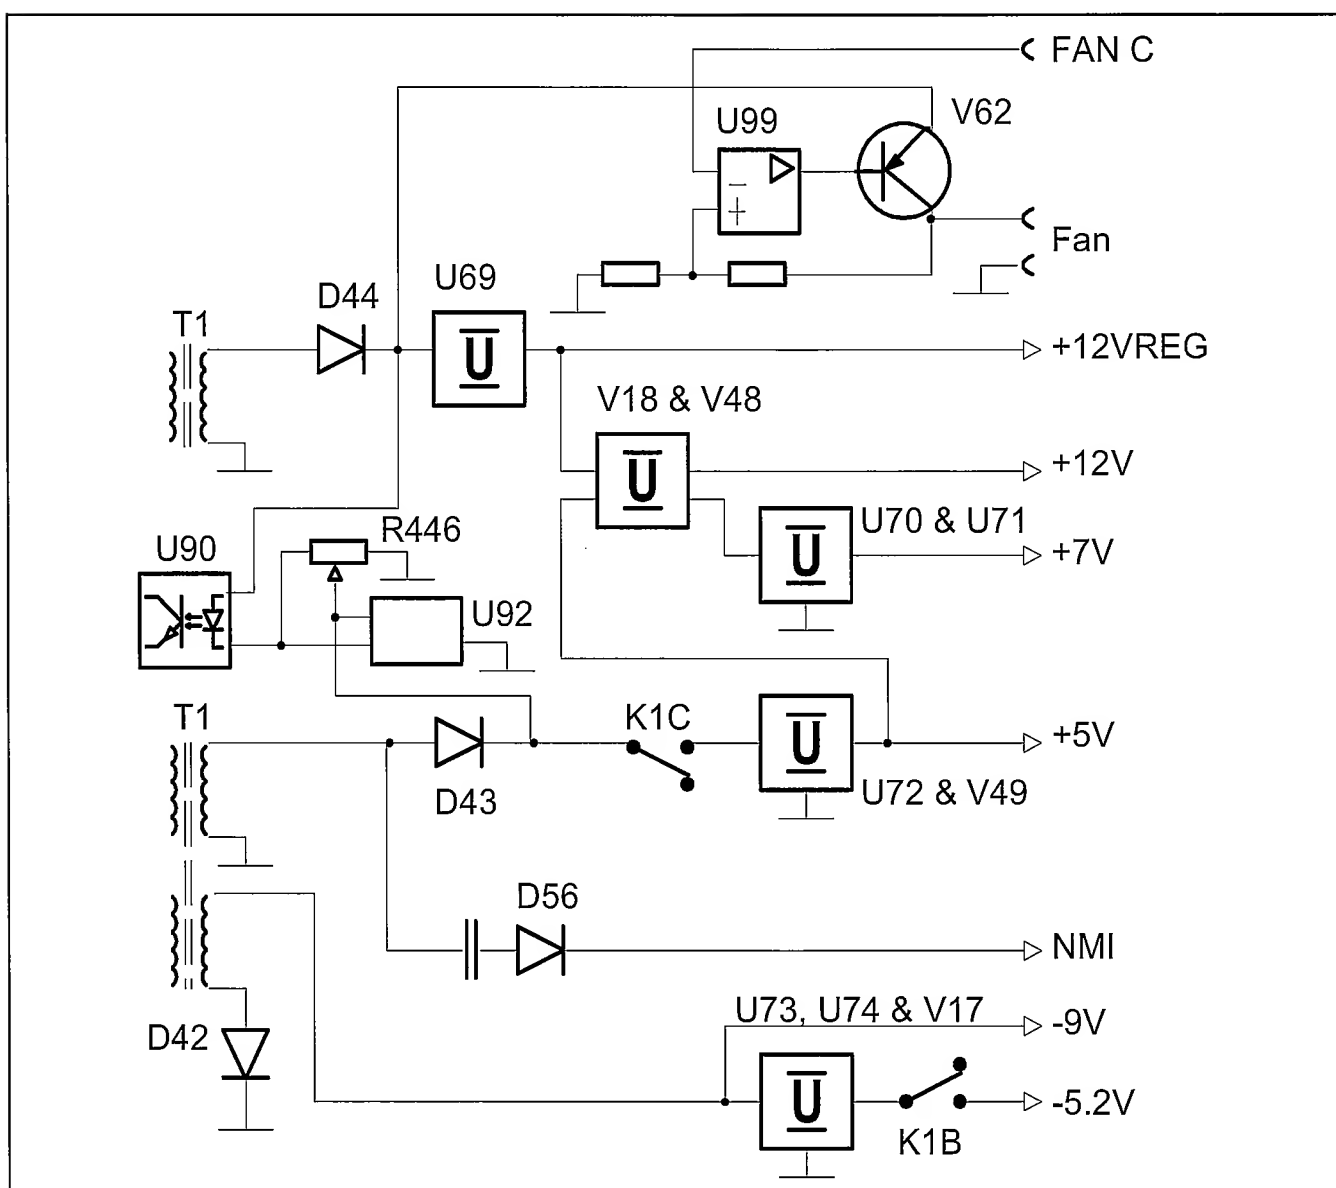 FAN C
V62
U99
Fan
U69
D44
T1
+12VREG
V18 & V48
+12V
U70 & U71
+7V
R446
U90
U92
T1
K1C
+5V
D43
U72 & V49
D56
NMI
U73, U74 & V17
-9V
D42
-5.2V
K1B